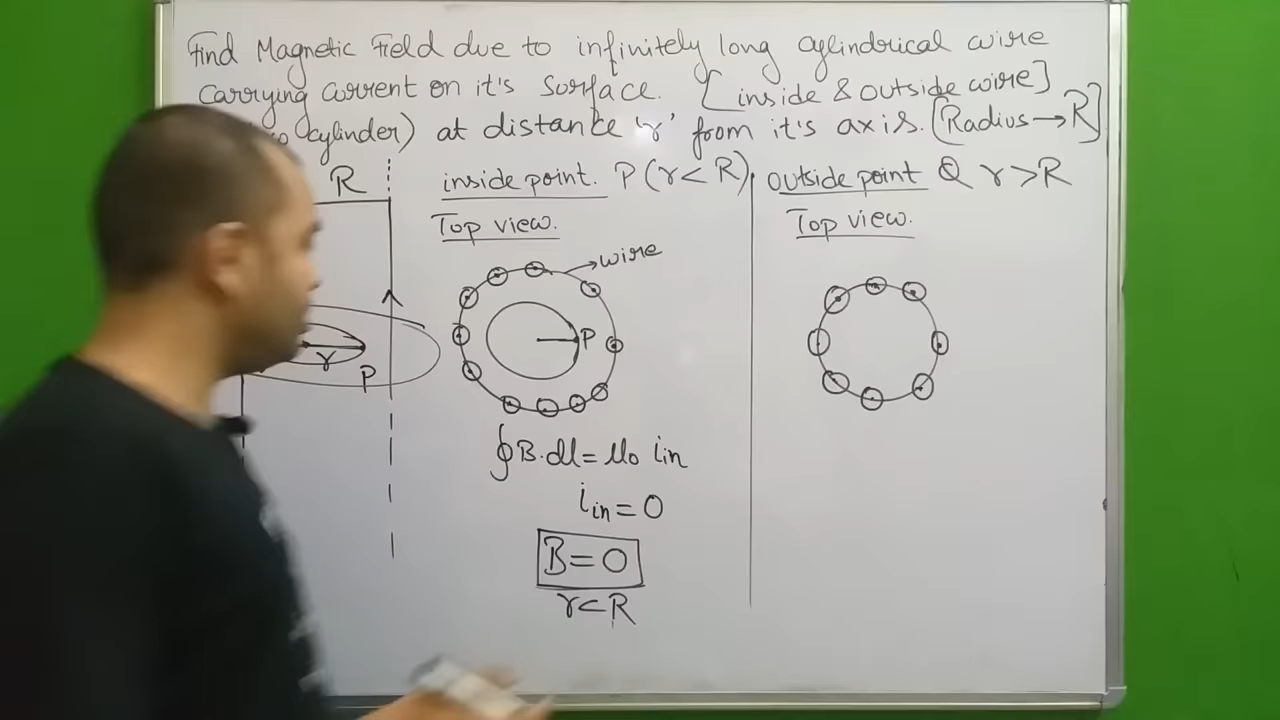 Find Magnetic Field due to infinitely long cylindrical wire
carrying current on it's surface. [inside & outside wire]
cylinder) at distance 'r' from it's axis. [Radius → R]
R
r
P
inside point. P(r < R)
Top view.
wire
P
∮B.dl = μo iin
iin = 0
B = 0
r<R
outside point Q r>R
Top view.